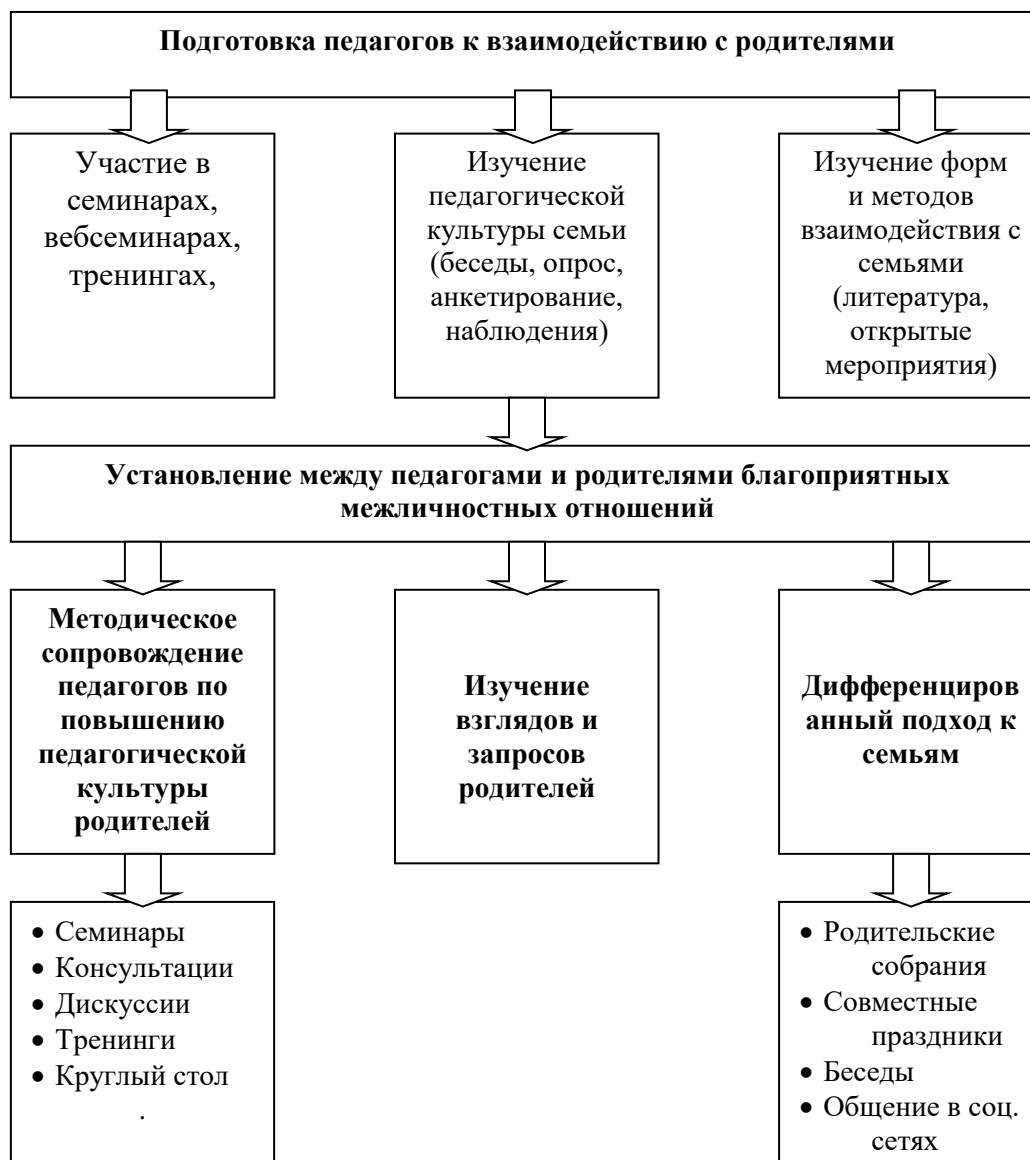 Подготовка педагогов к взаимодействию с родителями
Участие в
семинарах,
вебсеминарах,
тренингах,
Изучение
педагогической
культуры семьи
(беседы, опрос,
анкетирование,
наблюдения)
Изучение форм
и методов
взаимодействия с
семьями
(литература,
открытые
мероприятия)
Установление между педагогами и родителями благоприятных
межличностных отношений
Методическое
сопровождение
педагогов по
повышению
педагогической
культуры
родителей
Изучение
взглядов и
запросов
родителей
Дифференциров
анный подход к
семьям
• Семинары
• Консультации
• Дискуссии
• Тренинги
• Круглый стол
.
• Родительские
собрания
• Совместные
праздники
• Беседы
• Общение в соц.
сетях